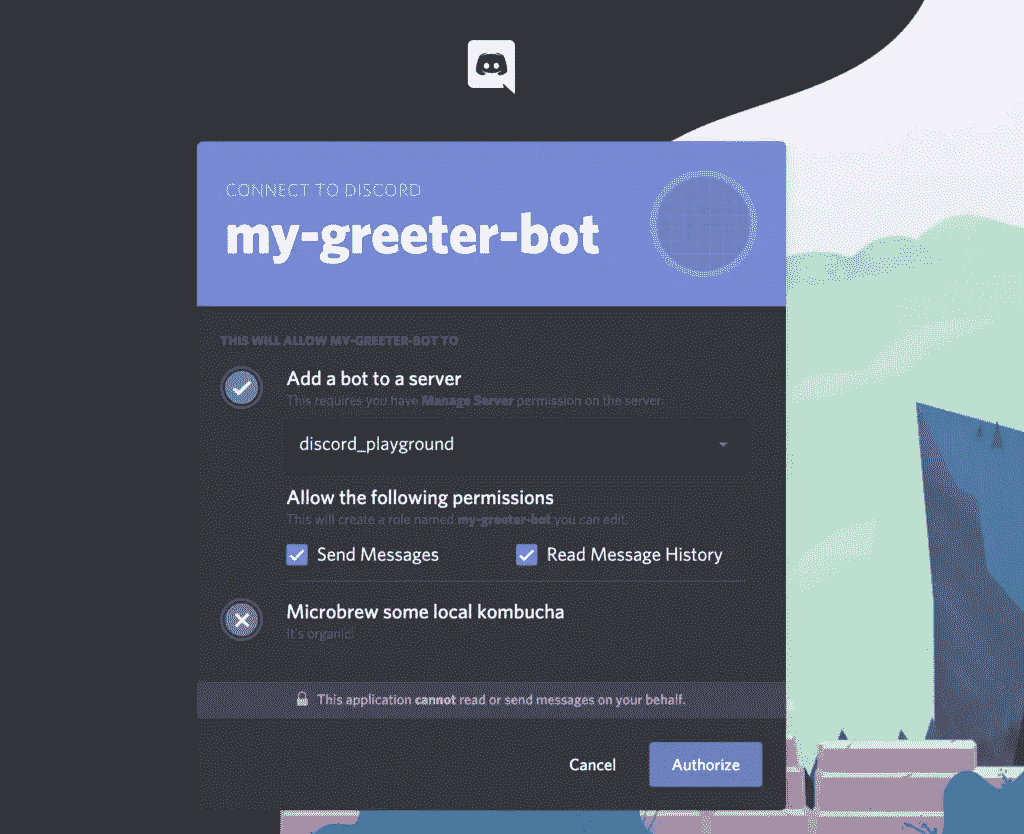 CONNECT TO DISCORD
my-greeter-bot
THIS WILL ALLOW MY-GREETER-BOT TO
Add a bot to a server
This requires you have Manage Server permission on the server.
discord_playground
Allow the following permissions
This will create a role named my-greeter-bot you can edit.
Send Messages Read Message History
Microbrew some local kombucha
It's organic!
This application cannot read or send messages on your behalf.
Cancel Authorize